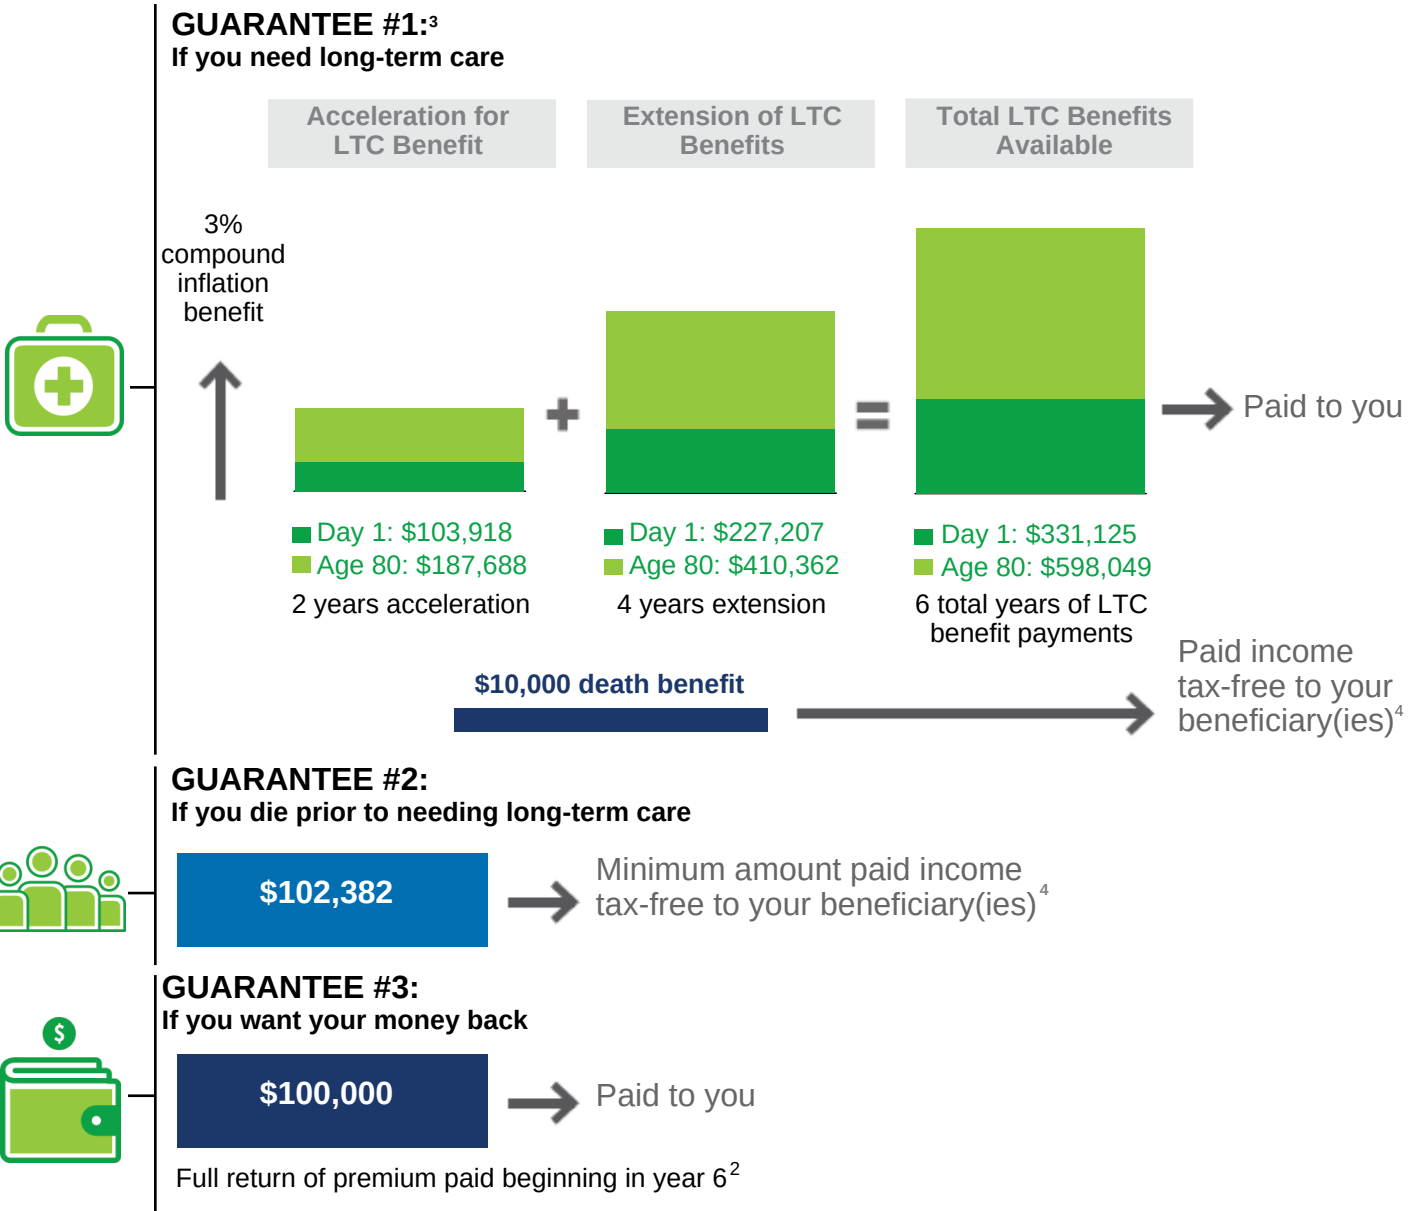 GUARANTEE #1:3
If you need long-term care
Acceleration for
LTC Benefit
Extension of LTC
Benefits
Total LTC Benefits
Available
3%
compound
inflation
benefit
Paid to you
Day 1: $103,918
Age 80: $187,688
2 years acceleration
Day 1: $227,207
Age 80: $410,362
4 years extension
Day 1: $331,125
Age 80: $598,049
6 total years of LTC
benefit payments
$10,000 death benefit
Paid income
tax-free to your
beneficiary(ies)4
GUARANTEE #2:
If you die prior to needing long-term care
$102,382
Minimum amount paid income
tax-free to your beneficiary(ies)4
GUARANTEE #3:
If you want your money back
$
$100,000
Paid to you
Full return of premium paid beginning in year 62